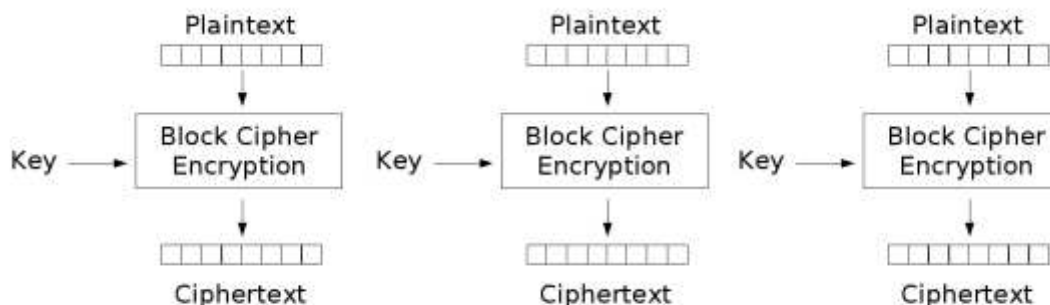 Plaintext Plaintext Plaintext
Block Cipher Block Cipher Block Cipher
Key Key Key
Encryption Encryption Encryption
Ciphertext Ciphertext Ciphertext